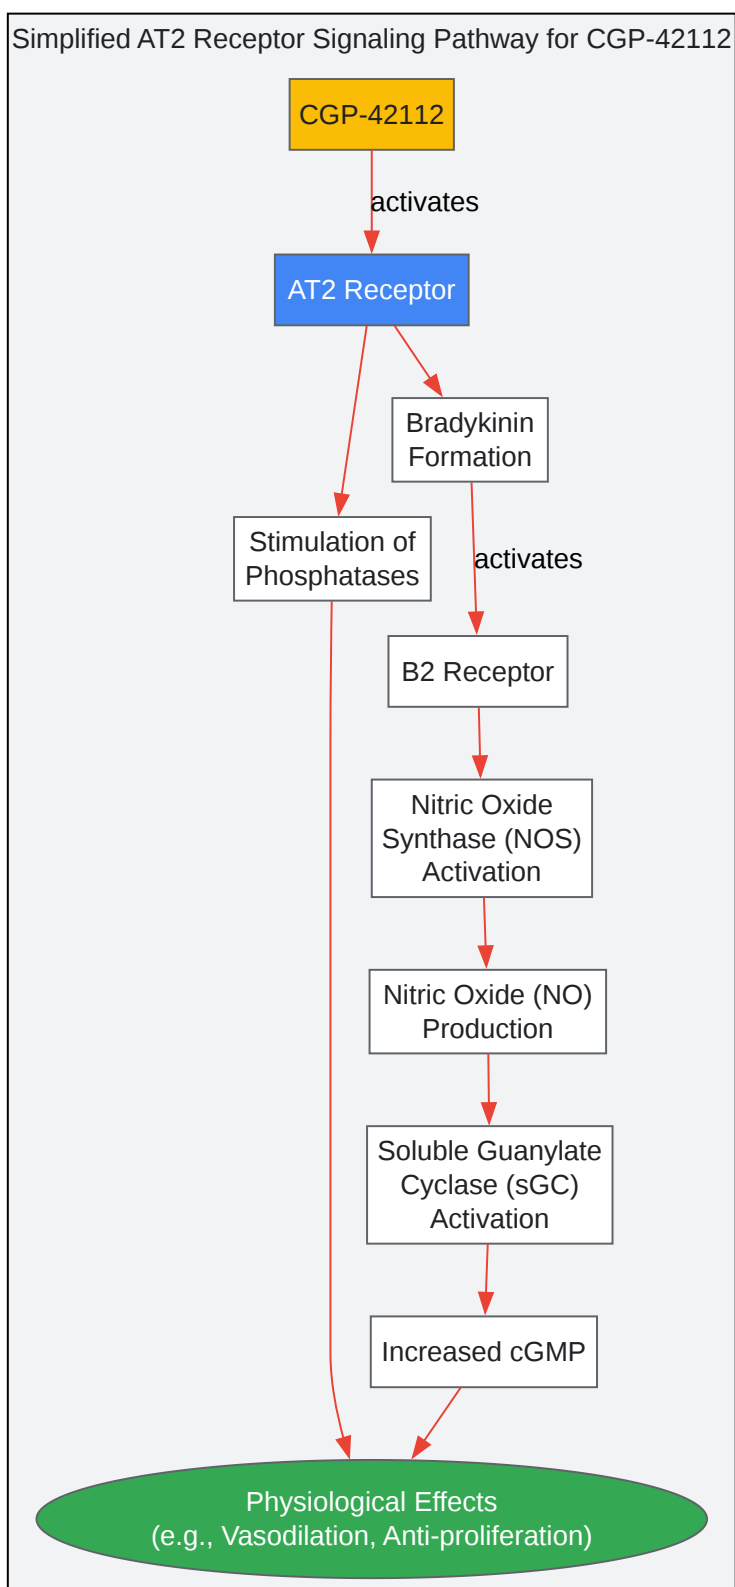 Simplified AT2 Receptor Signaling Pathway for CGP-42112
CGP-42112
activates
AT2 Receptor
Bradykinin
Formation
Stimulation of
Phosphatases
activates
B2 Receptor
Nitric Oxide
Synthase (NOS)
Activation
Nitric Oxide (NO)
Production
Soluble Guanylate
Cyclase (sGC)
Activation
Increased cGMP
Physiological Effects
(e.g., Vasodilation, Anti-proliferation)